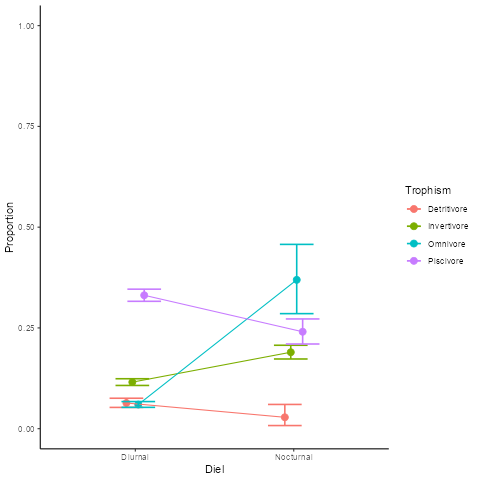 1.00
0.75
0.50
0.25
0.00
Proportion
Diurnal
Nocturnal
Diel
Trophism
Detritivore
Invertivore
Omnivore
Piscivore